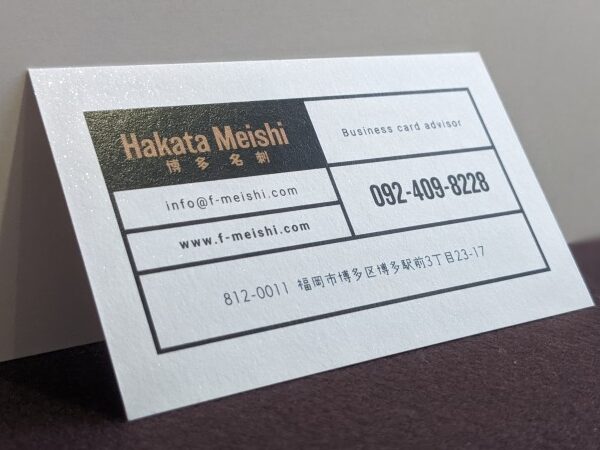 Hakata Meishi
博多名刺
Business card advisor
info@f-meishi.com
092-409-8228
www.f-meishi.com
812-0011 福岡市博多区博多駅前3丁目23-17